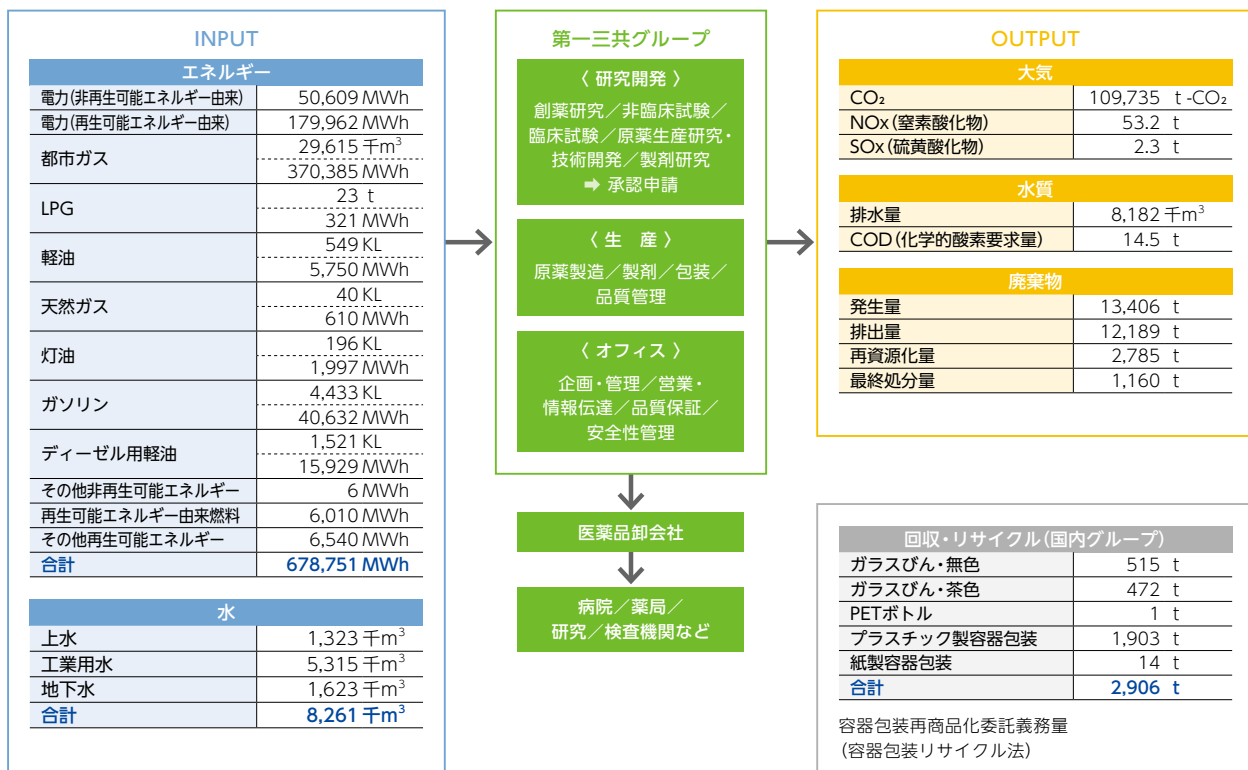 INPUT
エネルギー
電力(非再生可能エネルギー由来) 50,609 MWh
電力(再生可能エネルギー由来) 179,962 MWh
都市ガス 29,615 千m³
370,385 MWh
LPG 23 t
321 MWh
軽油 549 KL
5,750 MWh
天然ガス 40 KL
610 MWh
灯油 196 KL
1,997 MWh
ガソリン 4,433 KL
40,632 MWh
ディーゼル用軽油 1,521 KL
15,929 MWh
その他非再生可能エネルギー 6 MWh
再生可能エネルギー由来燃料 6,010 MWh
その他再生可能エネルギー 6,540 MWh
合計 678,751 MWh
水
上水 1,323 千m³
工業用水 5,315 千m³
地下水 1,623 千m³
合計 8,261 千m³
第一三共グループ
〈 研究開発 〉
創薬研究／非臨床試験／
臨床試験／原薬生産研究・
技術開発／製剤研究
➡ 承認申請
〈 生 産 〉
原薬製造／製剤／包装／
品質管理
〈 オフィス 〉
企画・管理／営業・
情報伝達／品質保証／
安全性管理
医薬品卸会社
病院／薬局／
研究／検査機関など
OUTPUT
大気
CO₂ 109,735 t -CO₂
NOx(窒素酸化物) 53.2 t
SOx(硫黄酸化物) 2.3 t
水質
排水量 8,182 千m³
COD(化学的酸素要求量) 14.5 t
廃棄物
発生量 13,406 t
排出量 12,189 t
再資源化量 2,785 t
最終処分量 1,160 t
回収・リサイクル(国内グループ)
ガラスびん・無色 515 t
ガラスびん・茶色 472 t
PETボトル 1 t
プラスチック製容器包装 1,903 t
紙製容器包装 14 t
合計 2,906 t
容器包装再商品化委託義務量
(容器包装リサイクル法)